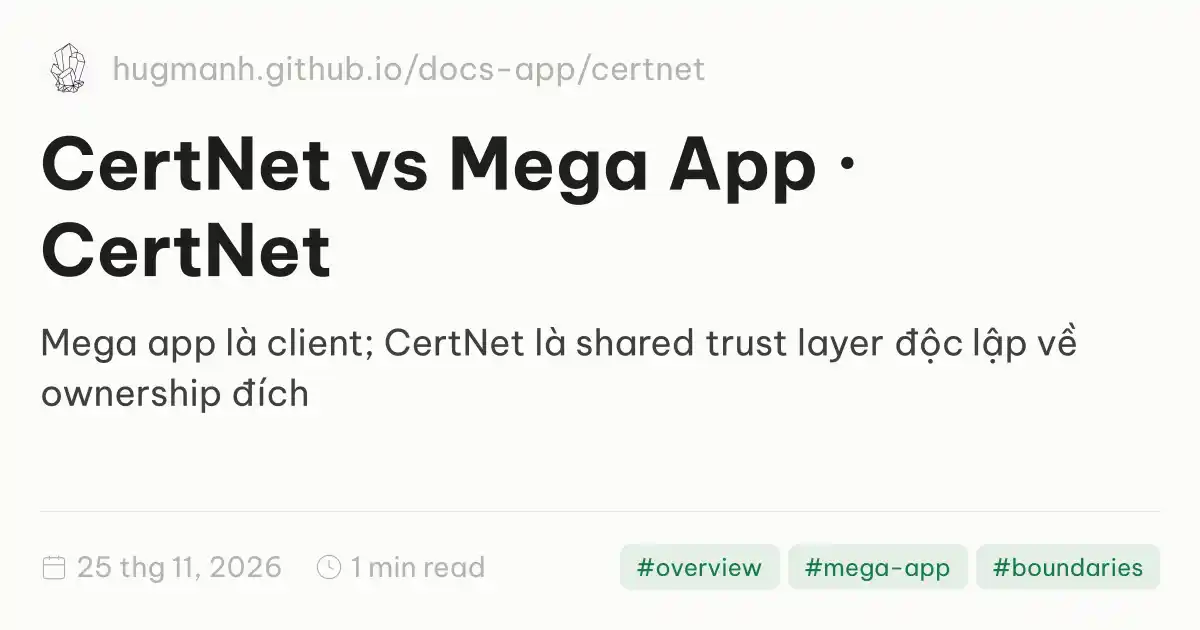 hugmanh.github.io/docs-app/certnet
CertNet vs Mega App ·
CertNet
Mega app là client; CertNet là shared trust layer độc lập về
ownership đích
25 thg 11, 2026
1 min read
#overview
#mega-app
#boundaries